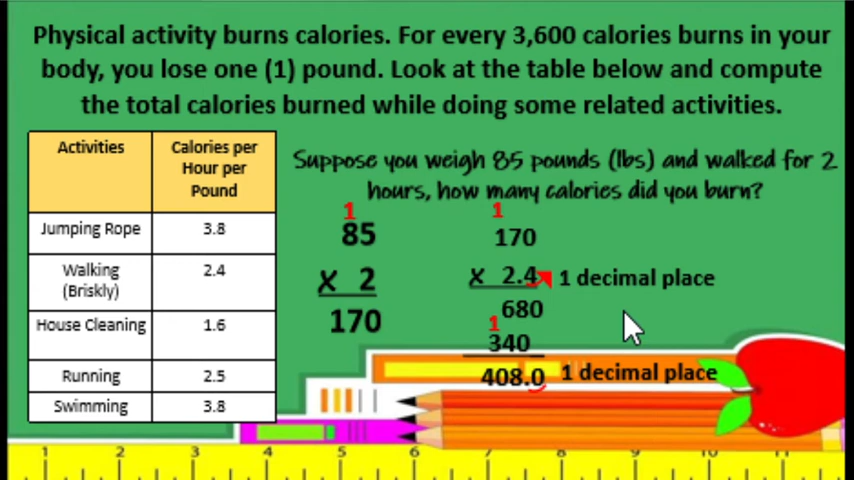 Physical activity burns calories. For every 3,600 calories burns in your
body, you lose one (1) pound. Look at the table below and compute
the total calories burned while doing some related activities.
Activities
Calories per
Hour per
Pound
Jumping Rope 3.8
Walking 2.4
(Briskly)
House Cleaning 1.6
Running 2.5
Swimming 3.8
Suppose you weigh 85 pounds (lbs) and walked for 2
hours, how many calories did you burn?
1
85
x 2
170
1
170
x 2.4 1 decimal place
680
1
340
408.0 1 decimal place
1 2 3 4 5 6 7 8 9 10 11